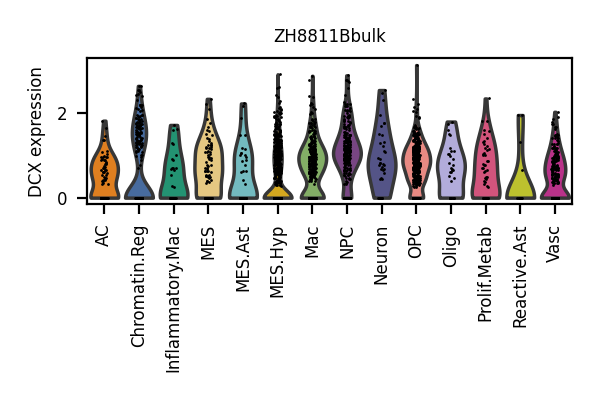 ZH8811Bbulk
DCX expression
2
0
AC
Chromatin.Reg
Inflammatory.Mac
MES
MES.Ast
MES.Hyp
Mac
NPC
Neuron
OPC
Oligo
Prolif.Metab
Reactive.Ast
Vasc